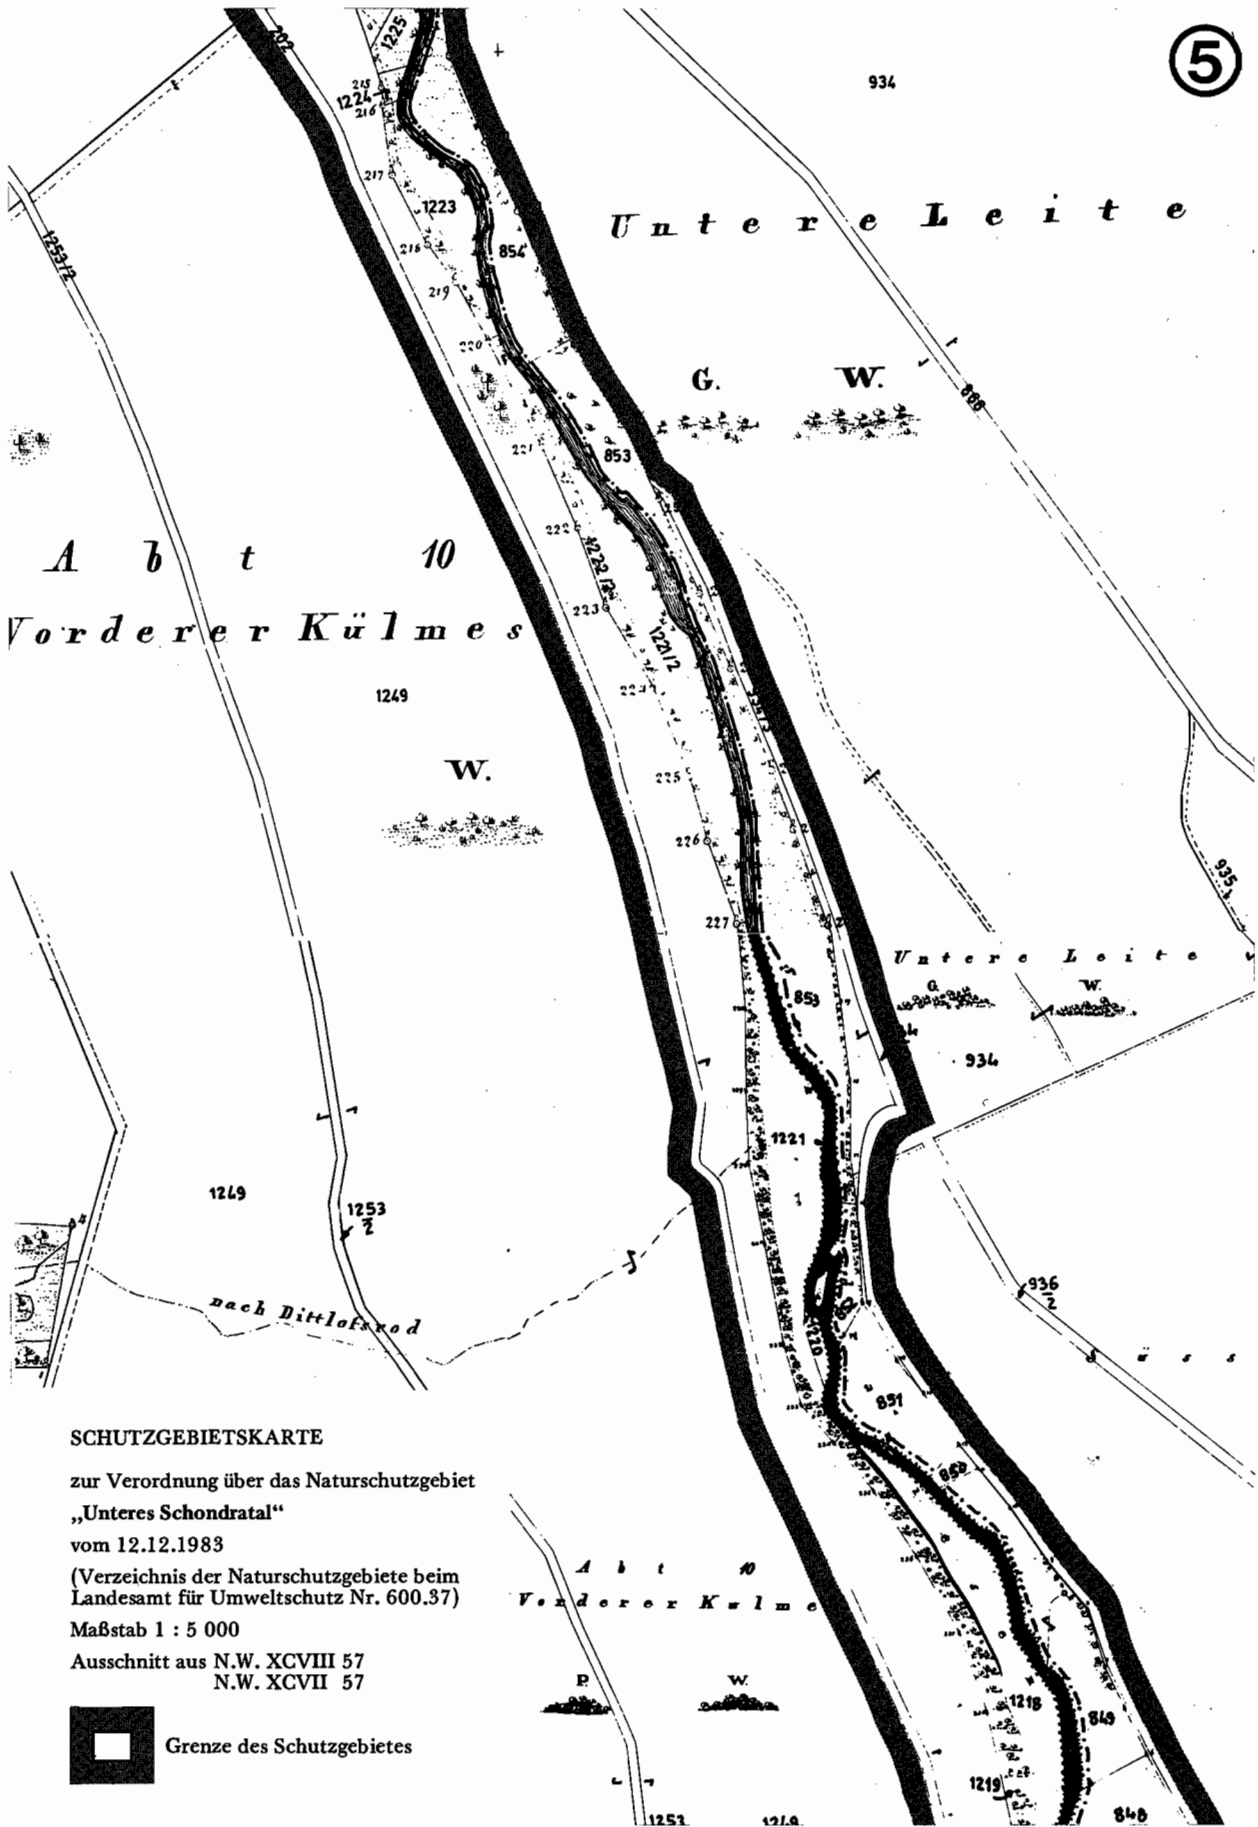 5
202
1225
934
215
1224
216
217
1223
Untere Leite
1253/2
218
854
219
220
G. W.
888
221
853
Abt 10
222
1222/2
223
Vorderer Külmes
1221/2
1249
224
W.
225
226
935
227
Untere Leite
G. W.
853
934
1221
1249
1253
2
936
2
nach Dittlofsrod
1220
Süss
851
850
SCHUTZGEBIETSKARTE
zur Verordnung über das Naturschutzgebiet
„Unteres Schondratal“
vom 12.12.1983
(Verzeichnis der Naturschutzgebiete beim
Landesamt für Umweltschutz Nr. 600.37)
Maßstab 1 : 5 000
Ausschnitt aus N.W. XCVIII 57
N.W. XCVII 57
Grenze des Schutzgebietes
Abt 10
Vorderer Kulme
P. W.
1218
849
1219
848
1253
1249